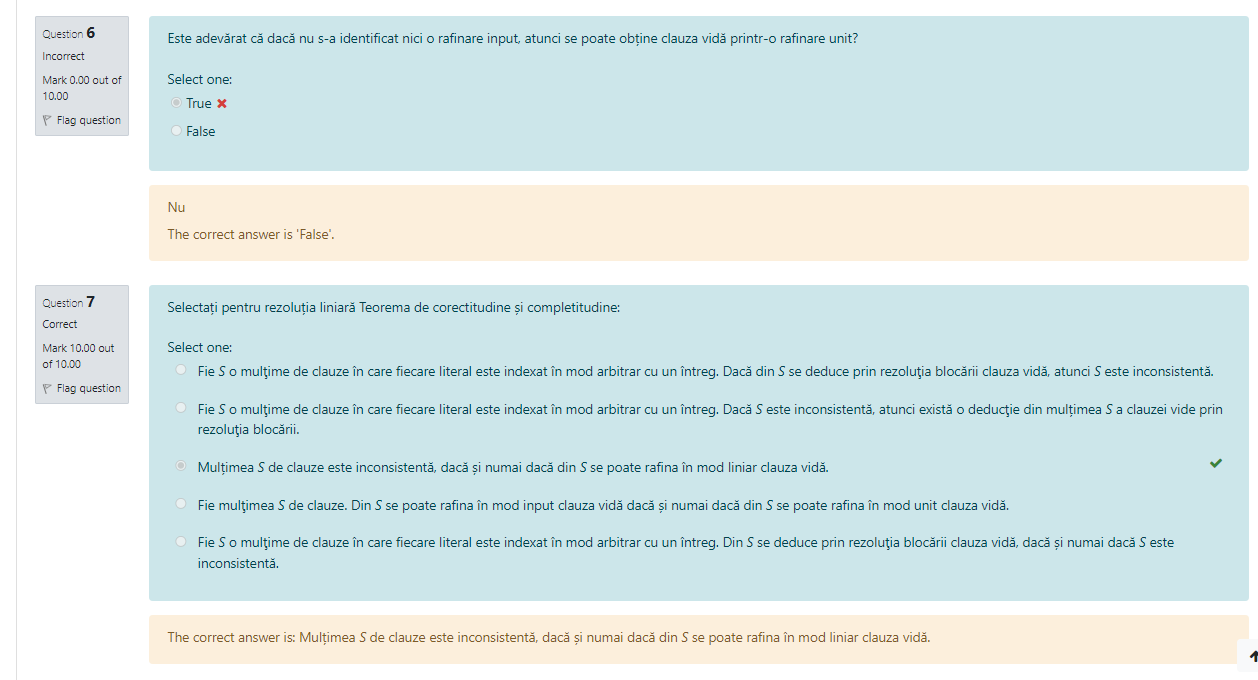 Question 6
Incorrect
Mark 0.00 out of
10.00
Flag question
Este adevărat că dacă nu s-a identificat nici o rafinare input, atunci se poate obține clauza vidă printr-o rafinare unit?
Select one:
True
False
Nu
The correct answer is 'False'.
Question 7
Correct
Mark 10.00 out
of 10.00
Flag question
Selectați pentru rezoluția liniară Teorema de corectitudine și completitudine:
Select one:
Fie S o mulţime de clauze în care fiecare literal este indexat în mod arbitrar cu un întreg. Dacă din S se deduce prin rezoluţia blocării clauza vidă, atunci S este inconsistentă.
Fie S o mulţime de clauze în care fiecare literal este indexat în mod arbitrar cu un întreg. Dacă S este inconsistentă, atunci există o deducţie din mulțimea S a clauzei vide prin
rezoluţia blocării.
Mulțimea S de clauze este inconsistentă, dacă și numai dacă din S se poate rafina în mod liniar clauza vidă.
Fie mulţimea S de clauze. Din S se poate rafina în mod input clauza vidă dacă și numai dacă din S se poate rafina în mod unit clauza vidă.
Fie S o mulţime de clauze în care fiecare literal este indexat în mod arbitrar cu un întreg. Din S se deduce prin rezoluţia blocării clauza vidă, dacă și numai dacă S este
inconsistentă.
The correct answer is: Mulțimea S de clauze este inconsistentă, dacă și numai dacă din S se poate rafina în mod liniar clauza vidă.